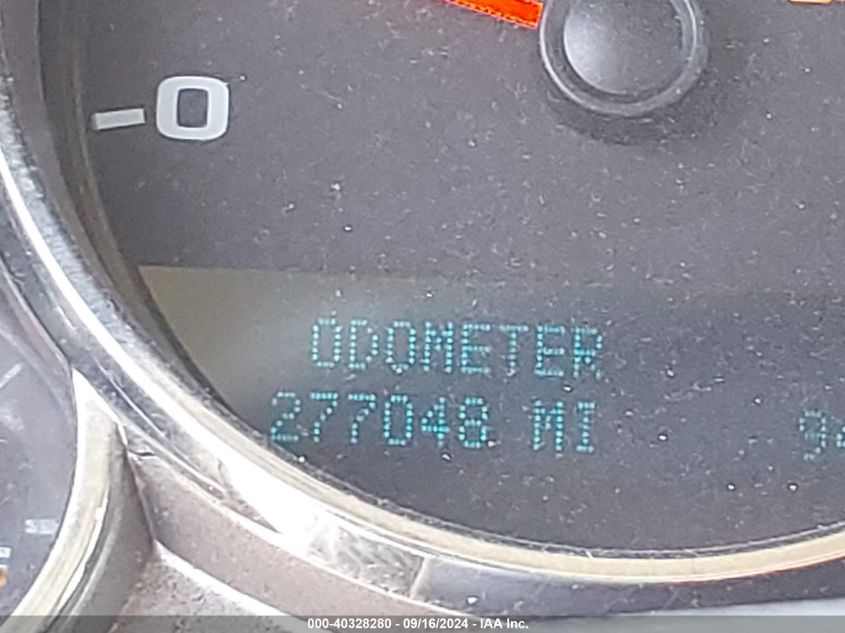 0
ODOMETER
277048 MI
000-40328280 - 09/16/2024 - IAA Inc.